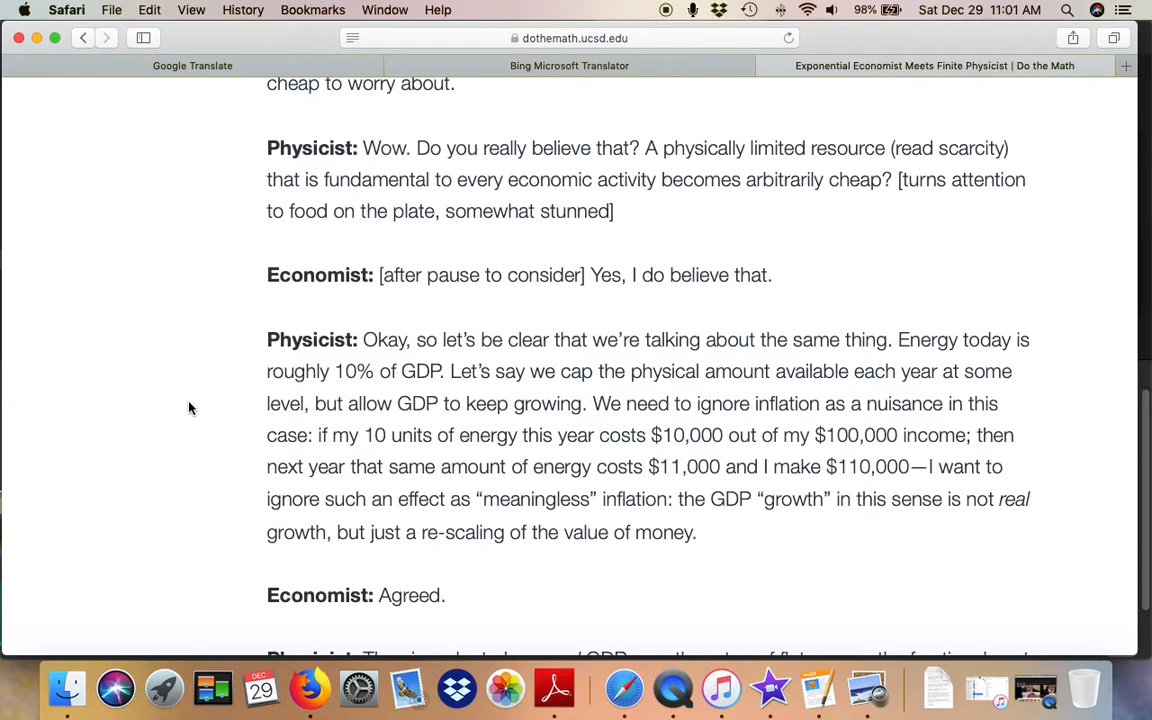 Safari File Edit View History Bookmarks Window Help 98% Sat Dec 29 11:01 AM
dothemath.ucsd.edu
Google Translate Bing Microsoft Translator Exponential Economist Meets Finite Physicist | Do the Math
cheap to worry about.
Physicist: Wow. Do you really believe that? A physically limited resource (read scarcity)
that is fundamental to every economic activity becomes arbitrarily cheap? [turns attention
to food on the plate, somewhat stunned]
Economist: [after pause to consider] Yes, I do believe that.
Physicist: Okay, so let’s be clear that we’re talking about the same thing. Energy today is
roughly 10% of GDP. Let’s say we cap the physical amount available each year at some
level, but allow GDP to keep growing. We need to ignore inflation as a nuisance in this
case: if my 10 units of energy this year costs $10,000 out of my $100,000 income; then
next year that same amount of energy costs $11,000 and I make $110,000—I want to
ignore such an effect as “meaningless” inflation: the GDP “growth” in this sense is not real
growth, but just a re-scaling of the value of money.
Economist: Agreed.
DEC
29